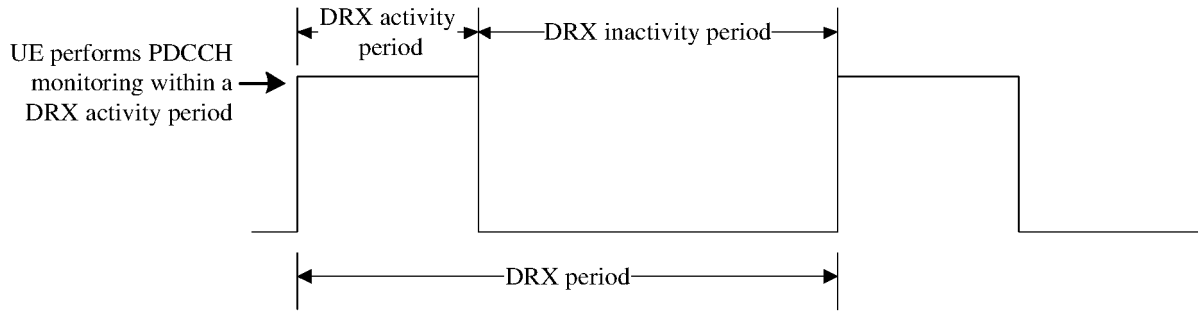 DRX activity
period
DRX inactivity period
UE performs PDCCH
monitoring within a
DRX activity period
DRX period